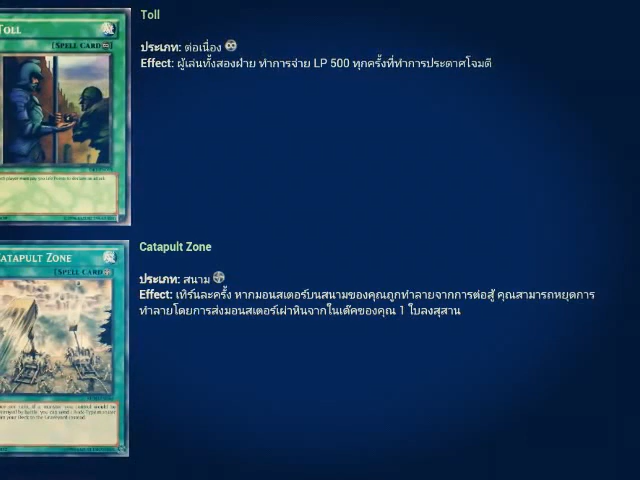 Toll
TOLL
[SPELL CARD
ประเภท: ต่อเนื่อง
Effect: ผู้เล่นทั้งสองฝ่าย ทำการจ่าย LP 500 ทุกครั้งที่ทำการประตาศโจมตี
Catapult Zone
CATAPULT ZONE
[SPELL CARD
ประเภท: สนาม
Effect: เทิร์นละครั้ง หากมอนสเตอร์บนสนามของคุณถูกทำลายจากการต่อสู้ คุณสามารถหยุดการ
ทำลายโดยการส่งมอนสเตอร์เผ่าหินจากในเด็คของคุณ 1 ใบลงสุสาน